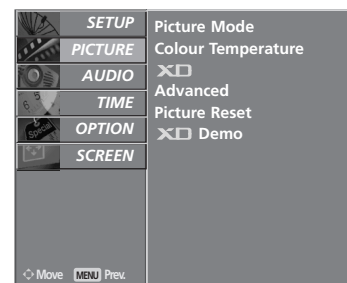 SETUP
PICTURE
AUDIO
TIME
OPTION
SCREEN
Move MENU Prev.
Picture Mode
Colour Temperature
XD
Advanced
Picture Reset
XD Demo